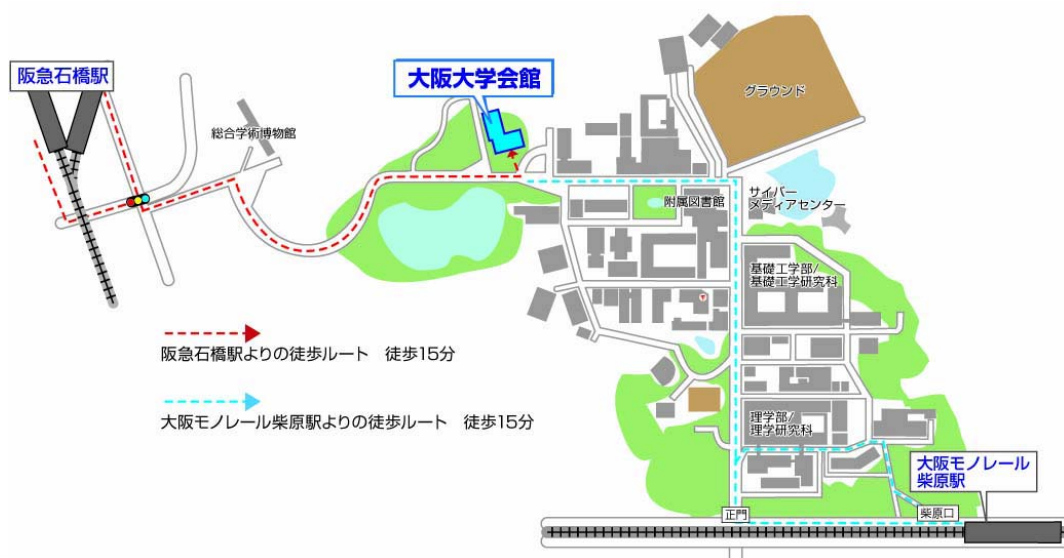 阪急石橋駅
大阪大学会館
総合学術博物館
グラウンド
附属図書館
サイバー
メディアセンター
基礎工学部/
基礎工学研究科
阪急石橋駅よりの徒歩ルート　徒歩15分
大阪モノレール柴原駅よりの徒歩ルート　徒歩15分
理学部/
理学研究科
大阪モノレール
柴原駅
正門
柴原口